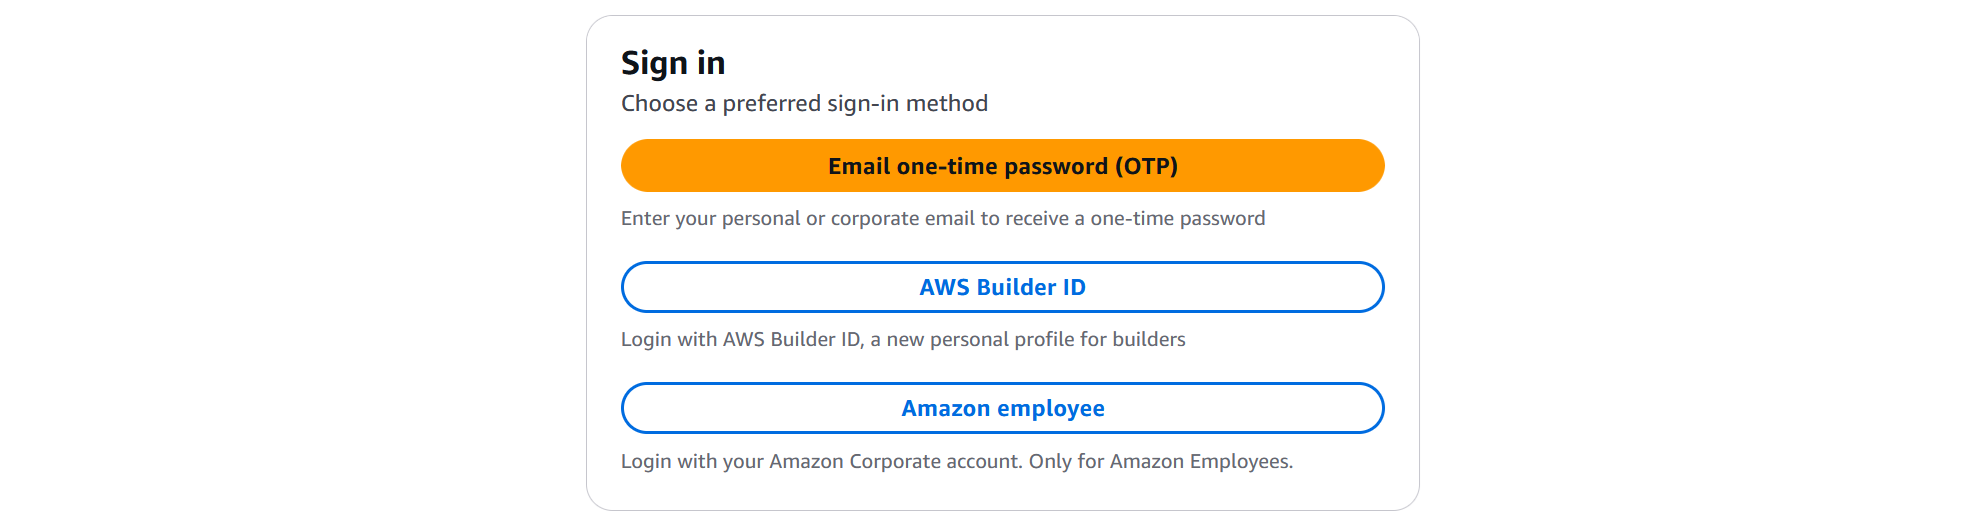 Sign in
Choose a preferred sign-in method
Email one-time password (OTP)
Enter your personal or corporate email to receive a one-time password
AWS Builder ID
Login with AWS Builder ID, a new personal profile for builders
Amazon employee
Login with your Amazon Corporate account. Only for Amazon Employees.